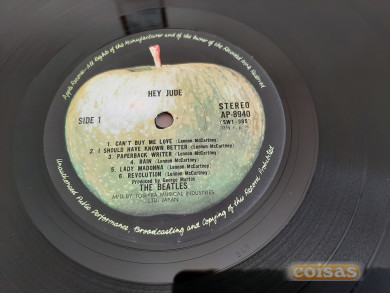 Apple Records-All Rights of the Manufacturer and of the Owner of the Recorded Work Reserved
HEY JUDE
STEREO
AP-8940
(SW1-385)
SIDE 1
1. CAN'T BUY ME LOVE (Lennon McCartney)
2. I SHOULD HAVE KNOWN BETTER (Lennon McCartney)
3. PAPERBACK WRITER (Lennon McCartney)
4. RAIN (Lennon McCartney)
5. LADY MADONNA (Lennon McCartney)
6. REVOLUTION (Lennon McCartney)
Produced by George Martin
THE BEATLES
MFD. BY TOSHIBA MUSICAL INDUSTRIES
LTD. JAPAN
Unauthorized Public Performance, Broadcasting and Copying of this Record Prohibited
coisas